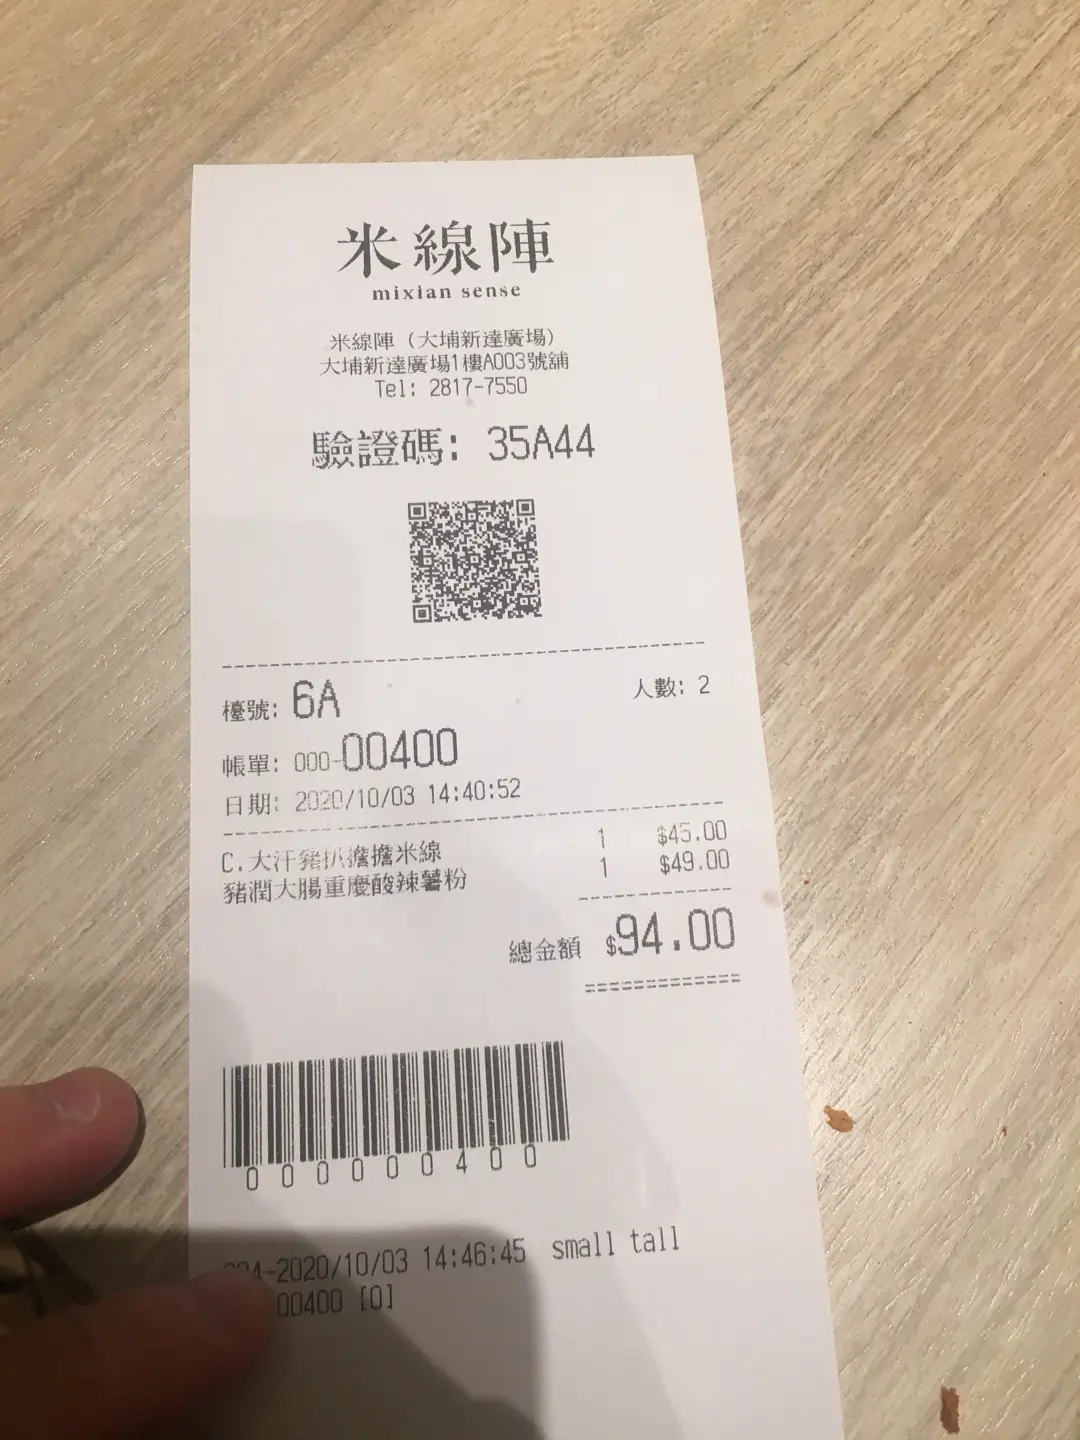 米線陣
mixian sense
米線陣 (大埔新達廣場)
大埔新達廣場1樓A003號舖
Tel: 2817-7550
驗證碼: 35A44
檯號: 6A 人數: 2
帳單: 000-00400
日期: 2020/10/03 14:40:52
C.大汗豬扒擔擔米線 1 $45.00
豬潤大腸重慶酸辣薯粉 1 $49.00
總金額 $94.00
000000400
-2020/10/03 14:46:45 small tall
00400 [0]